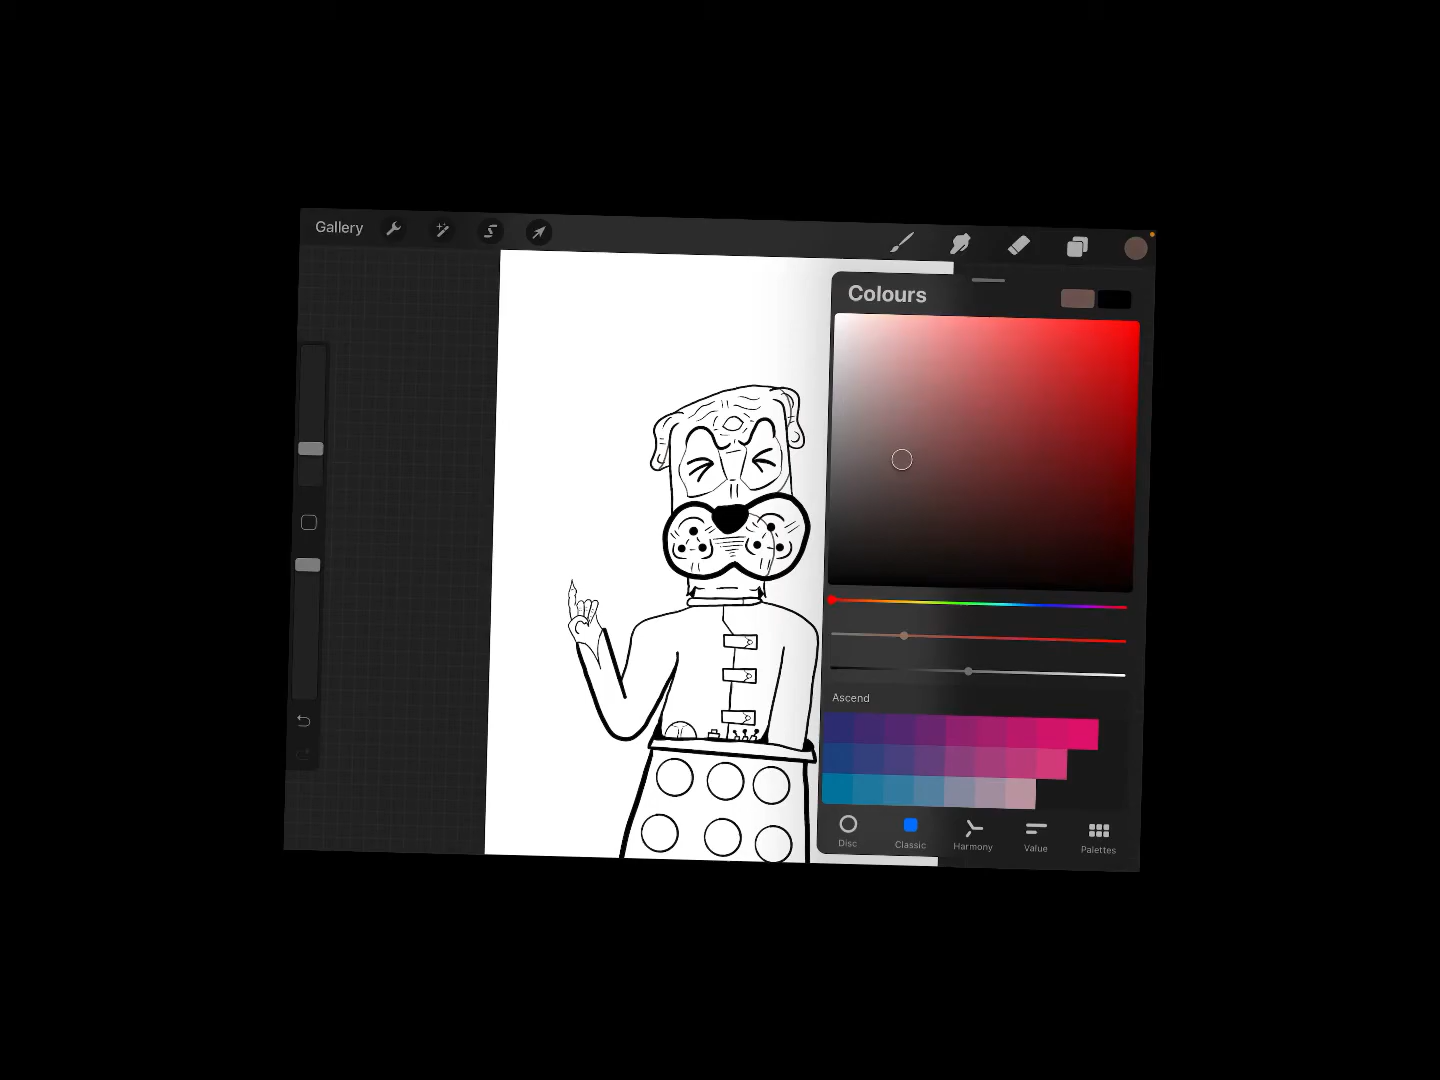 Gallery
Colours
Ascend
Disc
Classic
Harmony
Value
Palettes